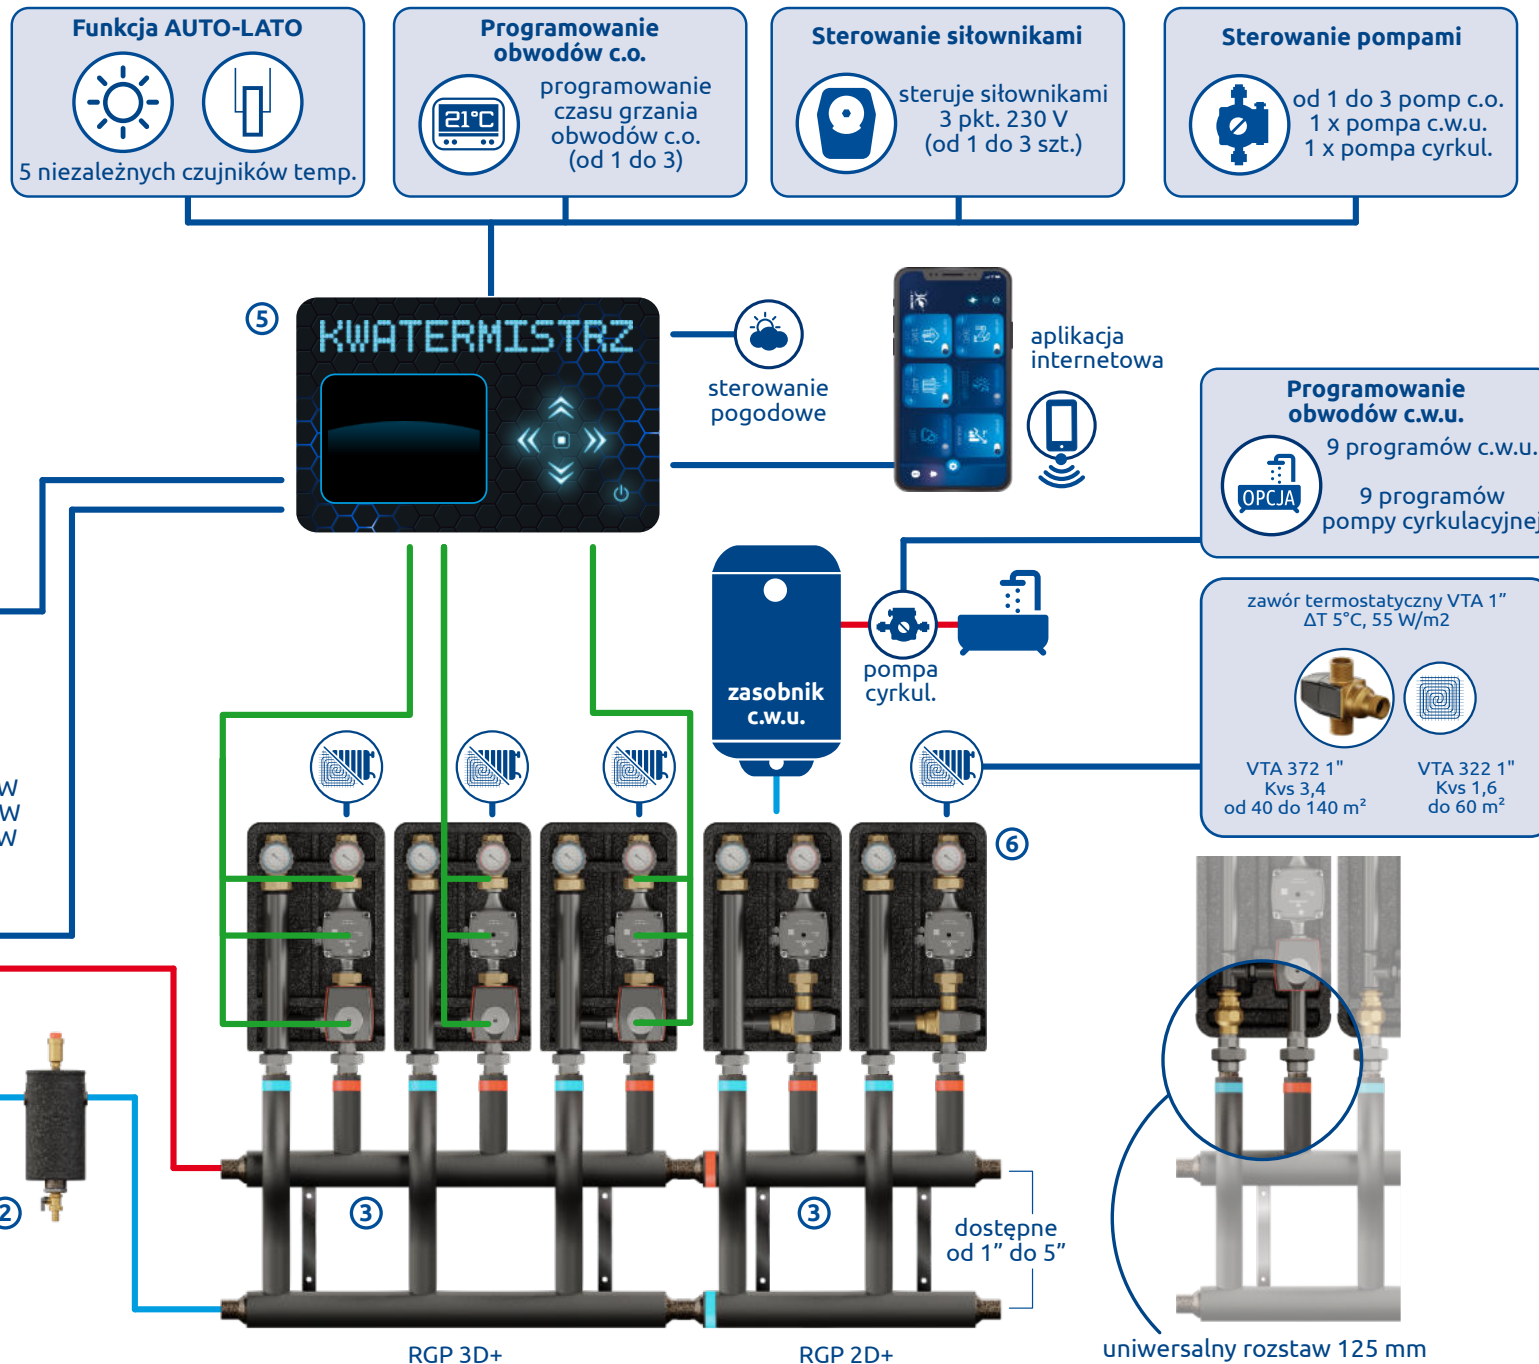 Funkcja AUTO-LATO
5 niezależnych czujników temp.
Programowanie
obwodów c.o.
21°C
programowanie
czasu grzania
obwodów c.o.
(od 1 do 3)
Sterowanie siłownikami
steruje siłownikami
3 pkt. 230 V
(od 1 do 3 szt.)
Sterowanie pompami
od 1 do 3 pomp c.o.
1 x pompa c.w.u.
1 x pompa cyrkul.
5
KWATERMISTRZ
sterowanie
pogodowe
aplikacja
internetowa
Programowanie
obwodów c.w.u.
OPCJA
9 programów c.w.u.
9 programów
pompy cyrkulacyjnej
zasobnik
c.w.u.
pompa
cyrkul.
zawór termostatyczny VTA 1”
ΔT 5°C, 55 W/m2
VTA 372 1"
Kvs 3,4
od 40 do 140 m²
VTA 322 1"
Kvs 1,6
do 60 m²
W
W
W
6
2
3
3
dostępne
od 1” do 5”
RGP 3D+
RGP 2D+
uniwersalny rozstaw 125 mm